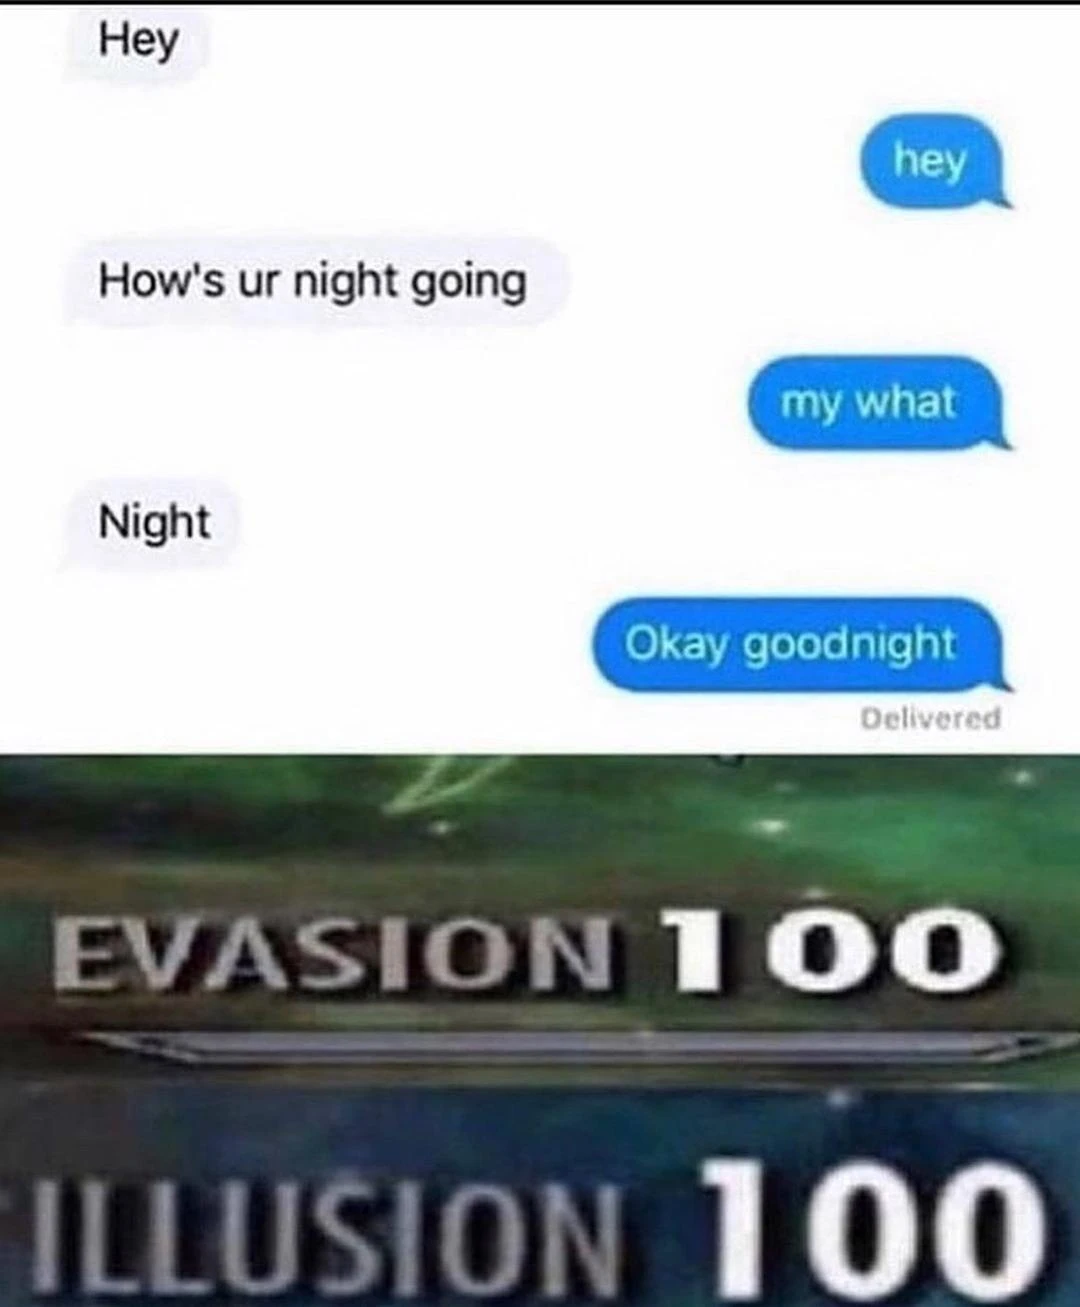 Hey
hey
How's ur night going
my what
Night
Okay goodnight
Delivered
EVASION 100
ILLUSION 100